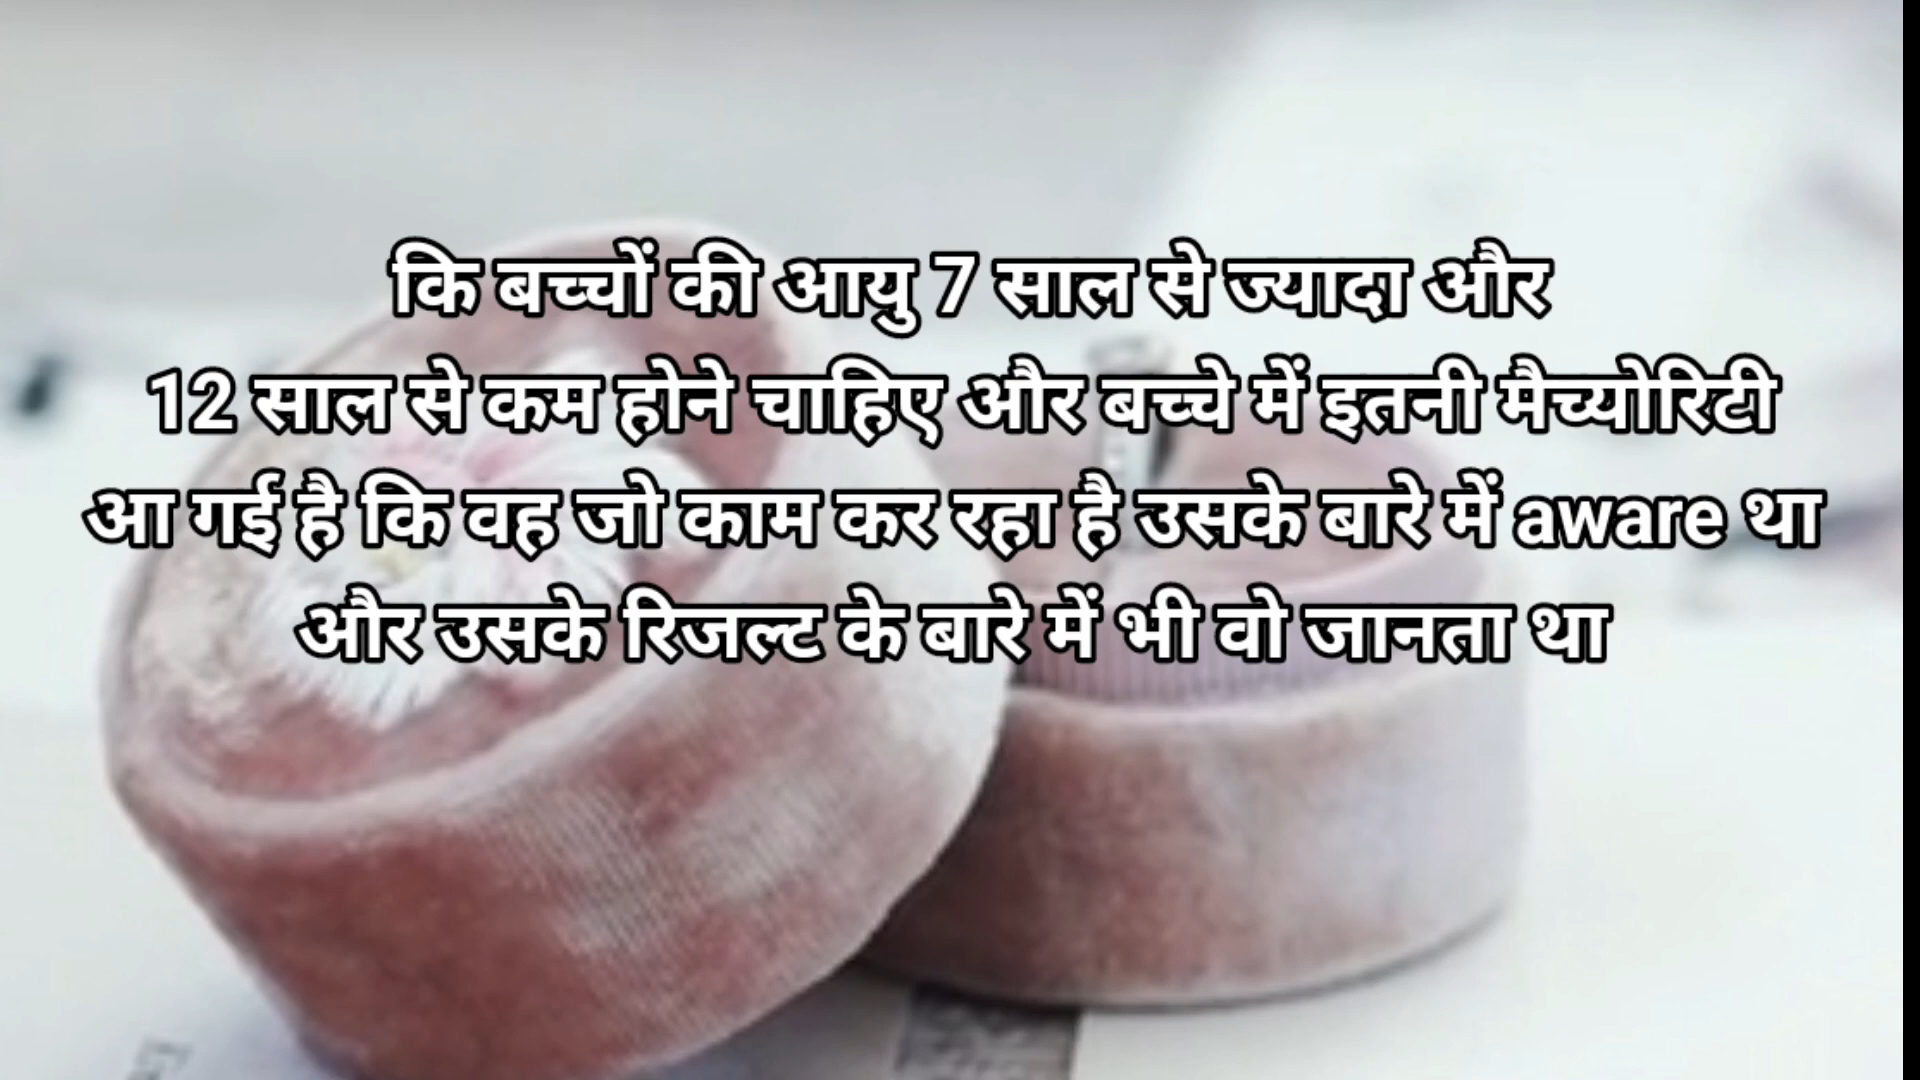 कि बच्चों की आयु 7 साल से ज्यादा और
12 साल से कम होने चाहिए और बच्चे में इतनी मैच्योरिटी
आ गई है कि वह जो काम कर रहा है उसके बारे में aware था
और उसके रिजल्ट के बारे में भी वो जानता था